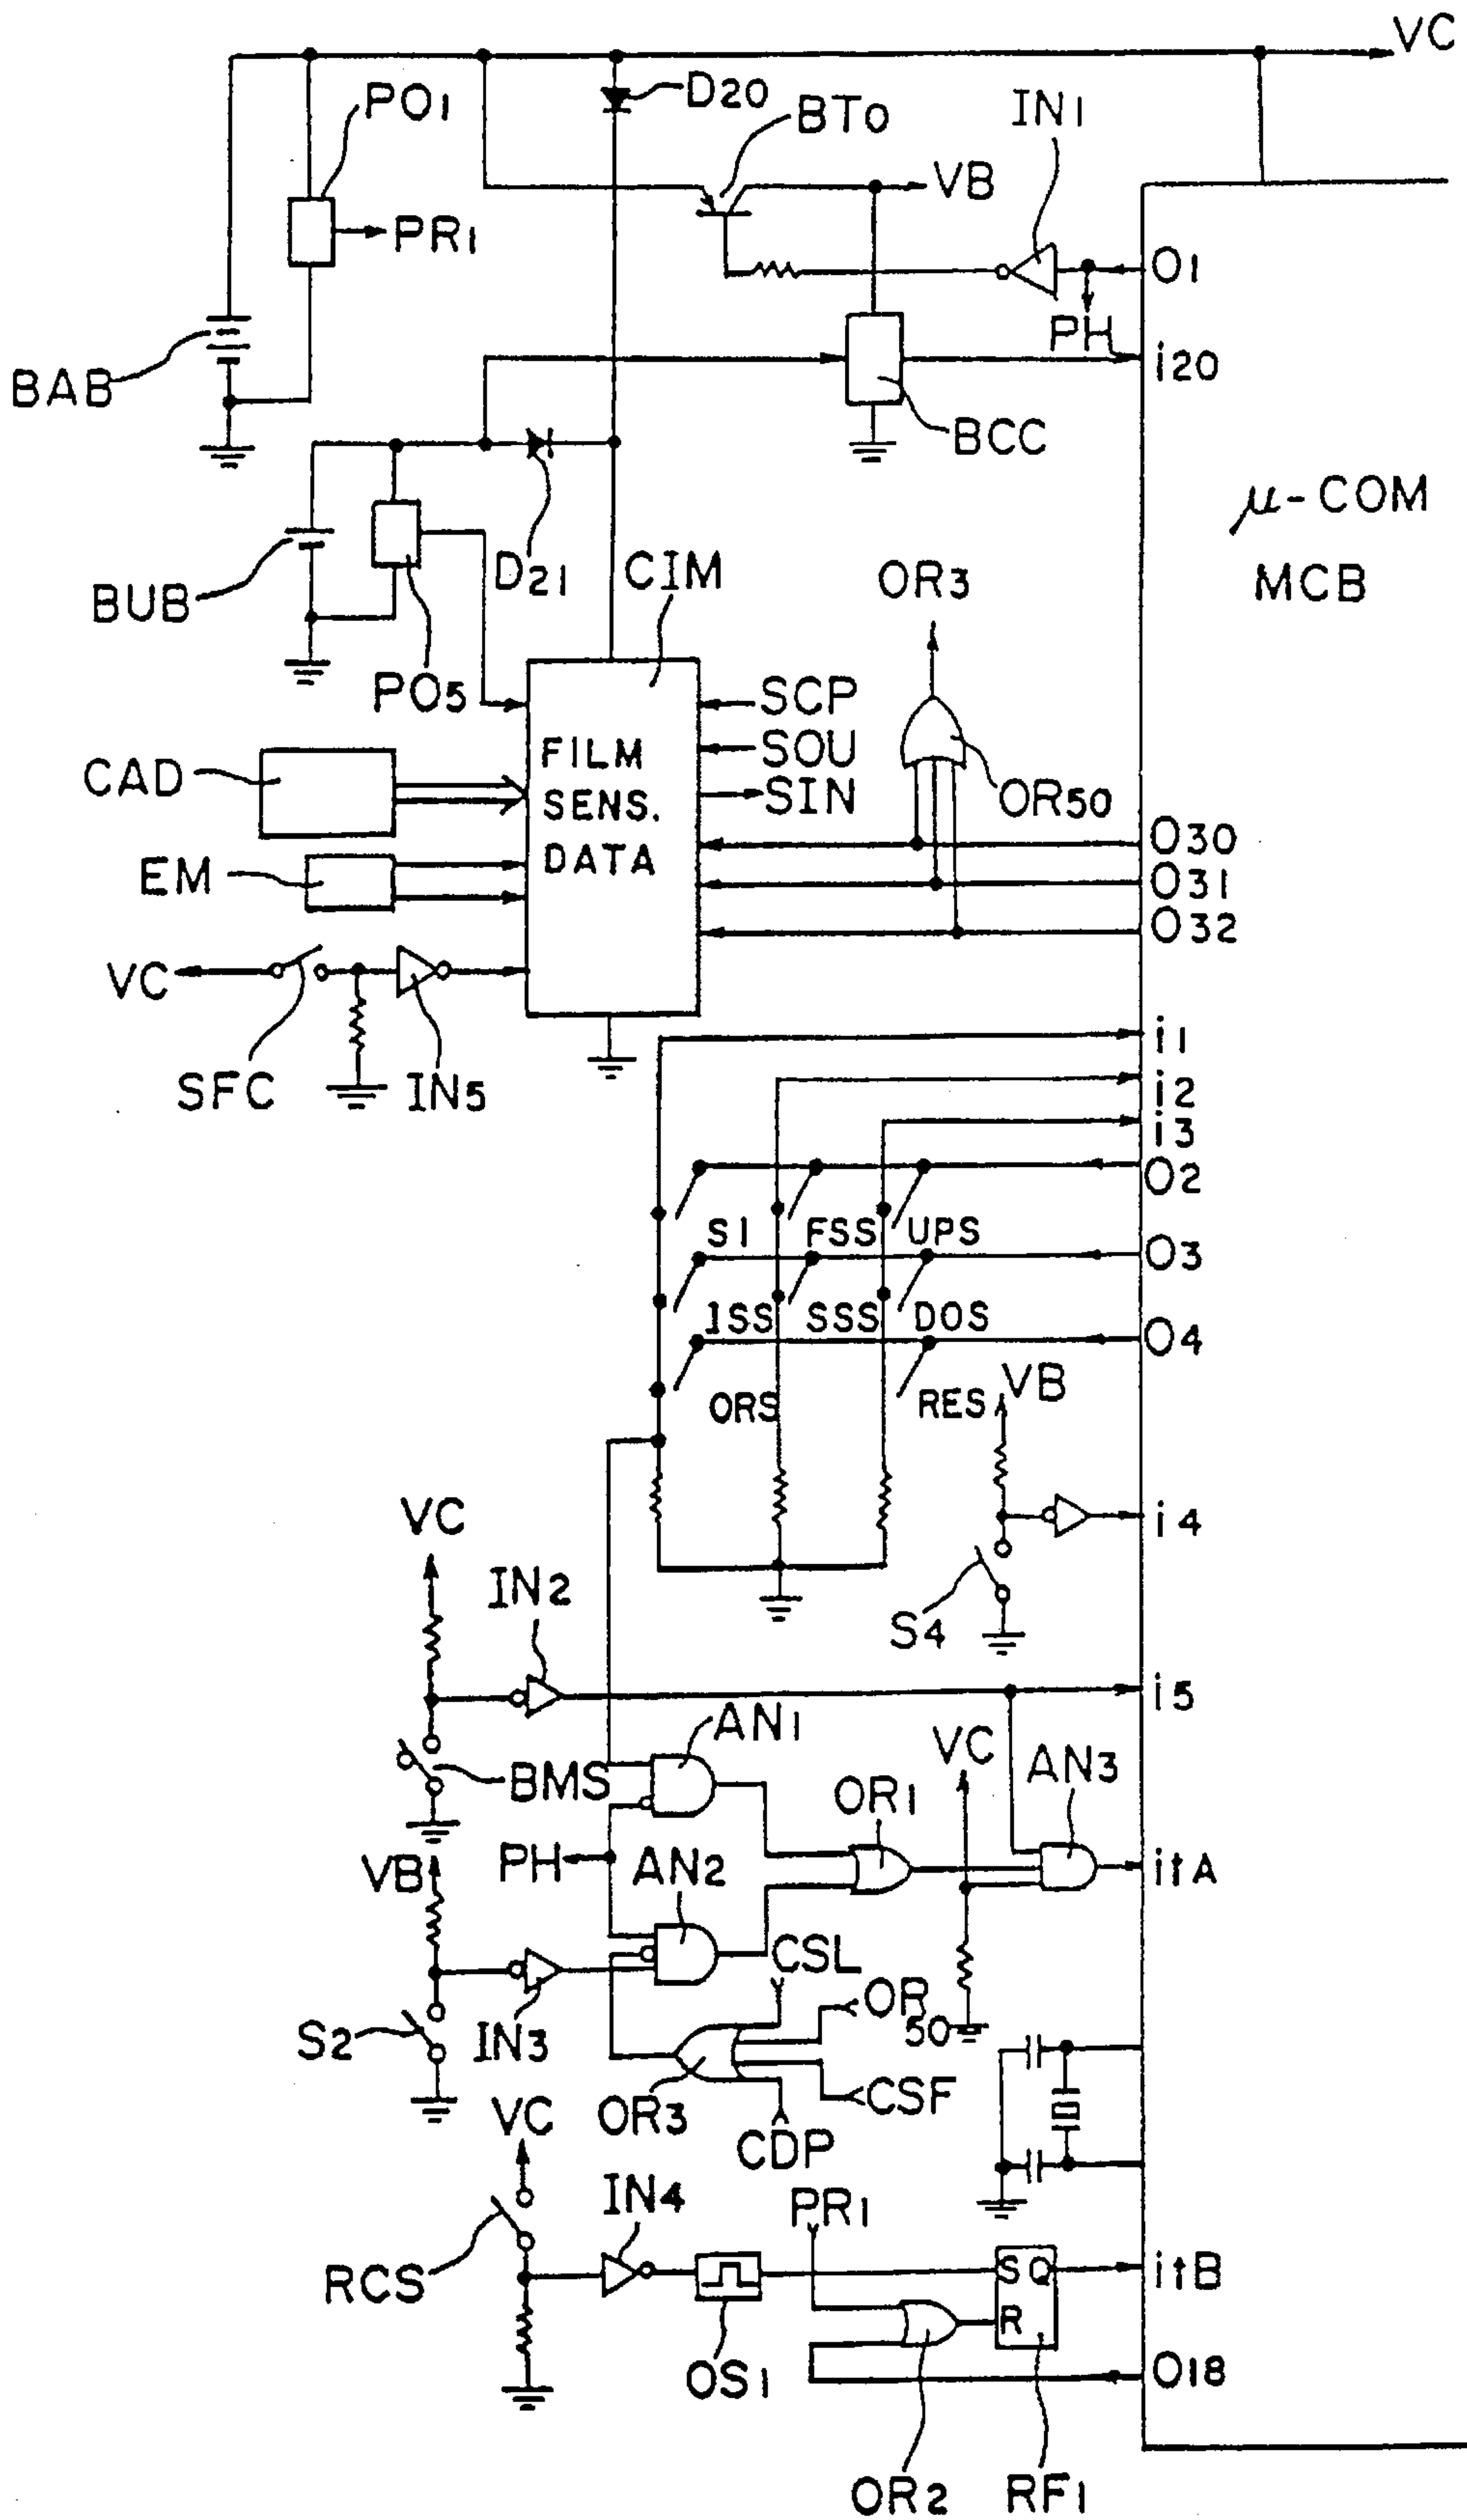 VC
PO1
D20
BTO
IN1
VB
PR1
O1
PH
i20
BAB
BCC
μ-COM
MCB
D21
CIM
OR3
BUB
PO5
SCP
SOU
SIN
CAD
FILM
SENS.
DATA
OR50
O30
EM
O31
O32
VC
SFC
IN5
i1
i2
i3
O2
S1
FSS
UPS
O3
ISS
SSS
DOS
O4
VB
ORS
RES
VC
i4
IN2
S4
i5
AN1
VC
AN3
BMS
OR1
PH
AN2
VB
itA
CSL
OR
50
S2
IN3
CSF
VC
OR3
CDP
IN4
PR1
RCS
S Q
itB
R
OS1
O18
OR2
RF1